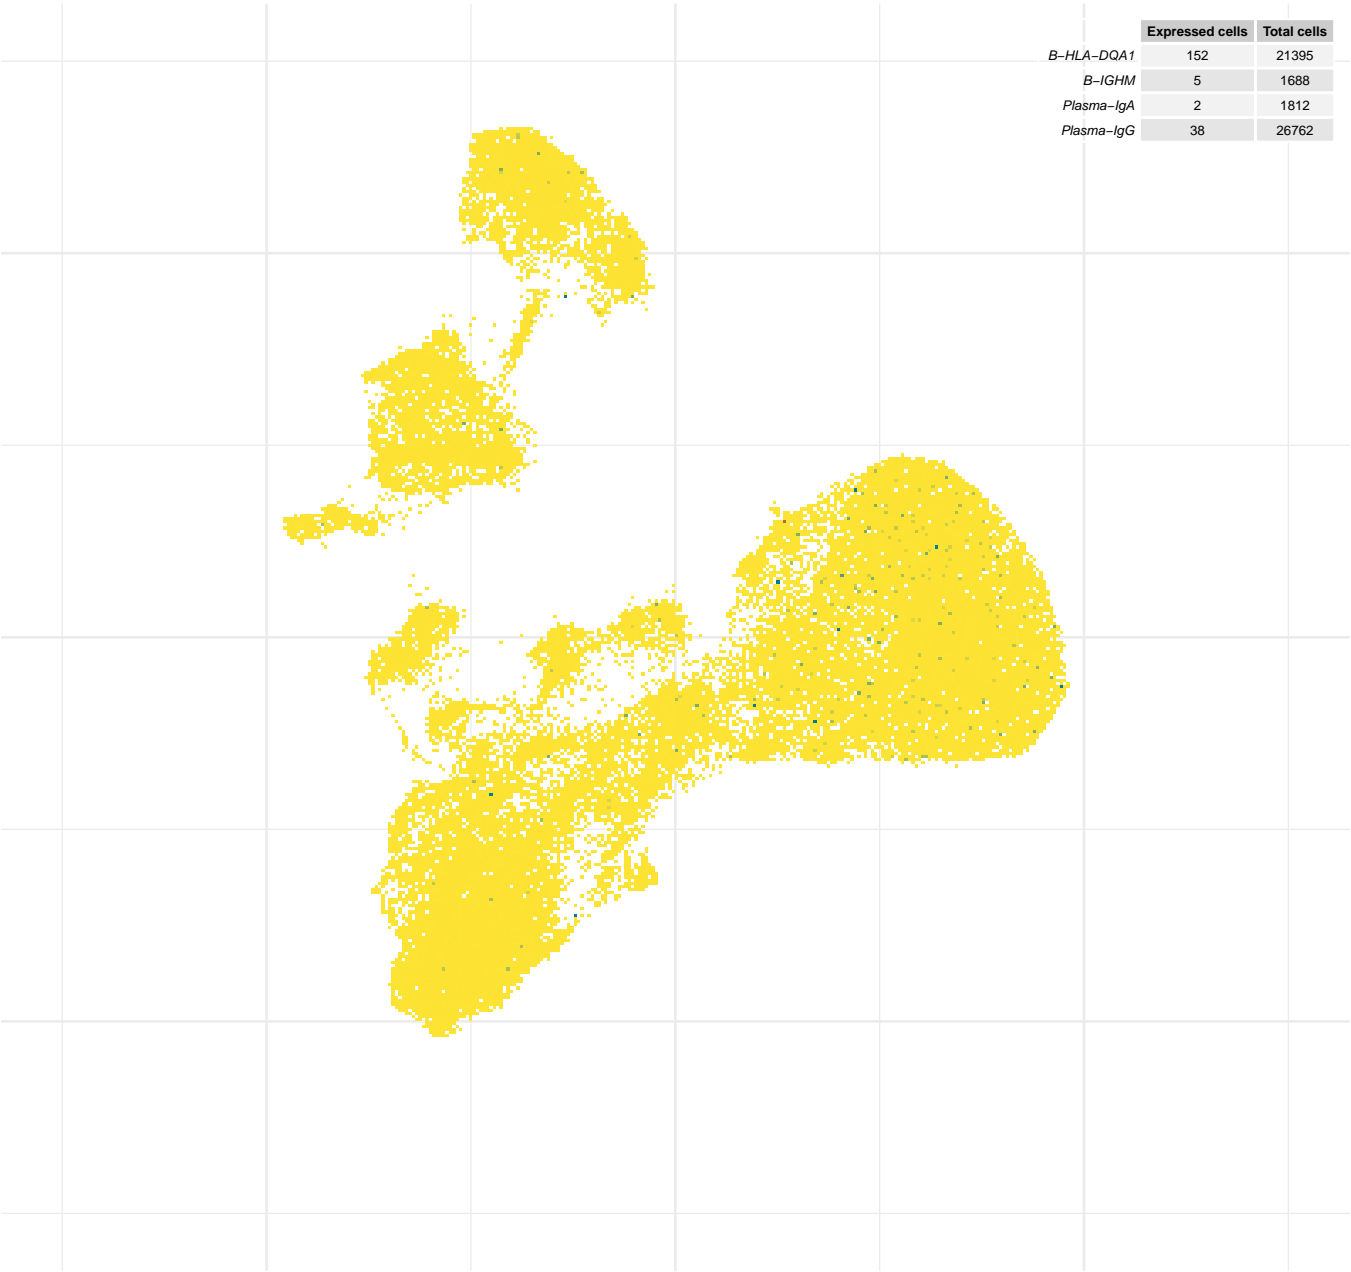 Expressed cells Total cells
B−HLA−DQA1 152 21395
B−IGHM 5 1688
Plasma−IgA 2 1812
Plasma−IgG 38 26762